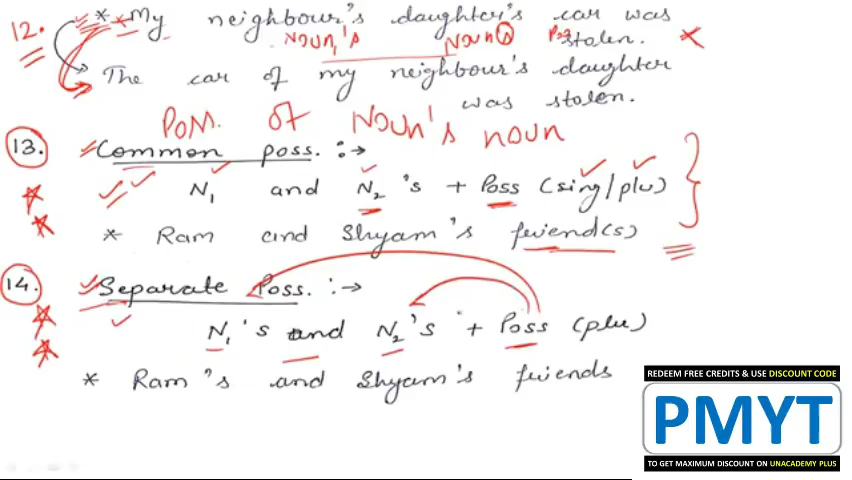 12. * My neighbour's daughter's car was stolen.
Noun,'s Noun Poss
The car of my neighbour's daughter was stolen.
Poss. of Noun's noun
13. Common poss. :→
N₁ and N₂'s + Poss (sing/plu)
* Ram and Shyam's friend(s)
14. Separate Poss. :→
N₁'s and N₂'s + Poss (plu)
* Ram's and Shyam's friends
REDEEM FREE CREDITS & USE DISCOUNT CODE
PMYT
TO GET MAXIMUM DISCOUNT ON UNACADEMY PLUS